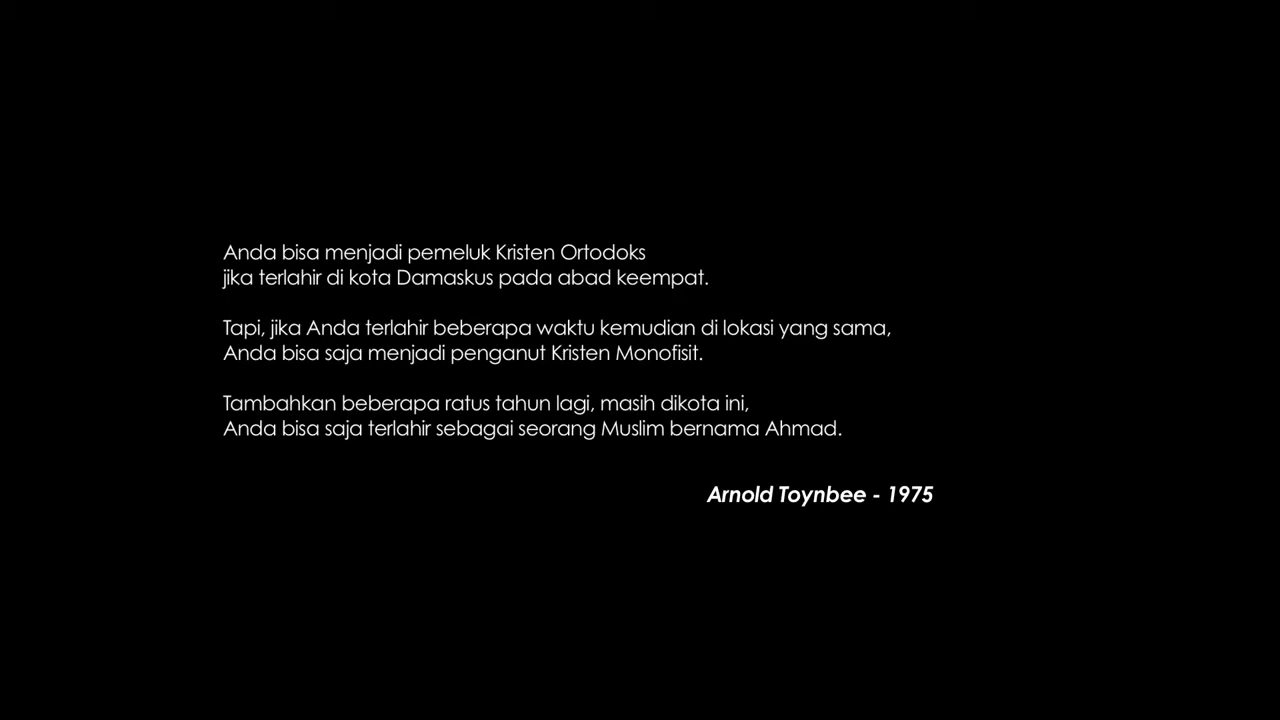 Anda bisa menjadi pemeluk Kristen Ortodoks
jika terlahir di kota Damaskus pada abad keempat.
Tapi, jika Anda terlahir beberapa waktu kemudian di lokasi yang sama,
Anda bisa saja menjadi penganut Kristen Monofisit.
Tambahkan beberapa ratus tahun lagi, masih dikota ini,
Anda bisa saja terlahir sebagai seorang Muslim bernama Ahmad.
Arnold Toynbee - 1975